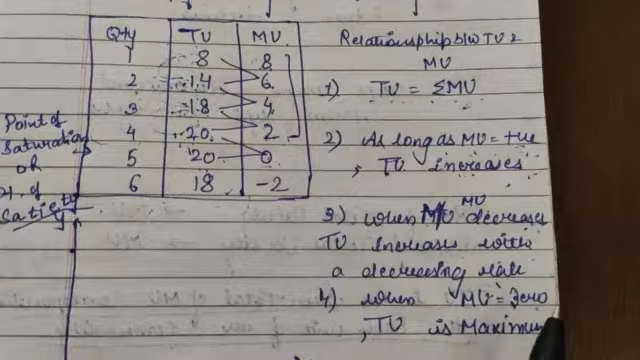 Qty TU MU
1 8 8
2 14 6
3 18 4
4 20 2
5 20 0
6 18 -2
Point of
Saturation
or
of
Satiety
Relationship b/w TU &
MU
1) TU = ΣMU
2) As long as MU = +ve
, TU increases
3) when MU decreases
TU increases with
a decreasing rate
4) when MU = Zero
, TU is Maximum